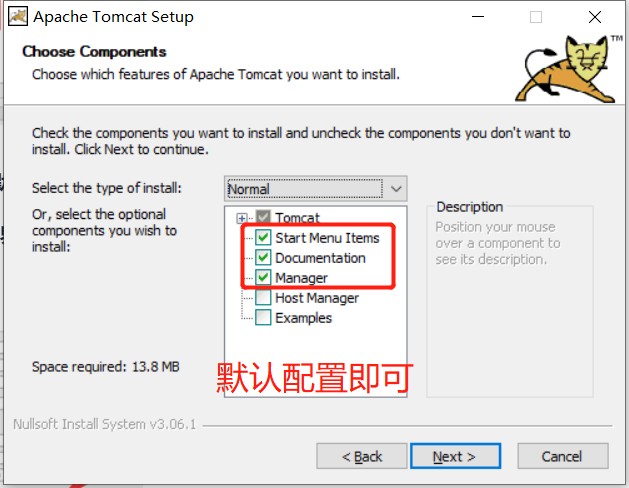 Apache Tomcat Setup
Choose Components
Choose which features of Apache Tomcat you want to install.
TM
Check the components you want to install and uncheck the components you don't want to
install. Click Next to continue.
Select the type of install:
Normal
Or, select the optional
components you wish to
install:
Tomcat
Start Menu Items
Documentation
Manager
Host Manager
Examples
Description
Position your mouse
over a component to
see its description.
Space required: 13.8 MB
默认配置即可
Nullsoft Install System v3.06.1
< Back
Next >
Cancel